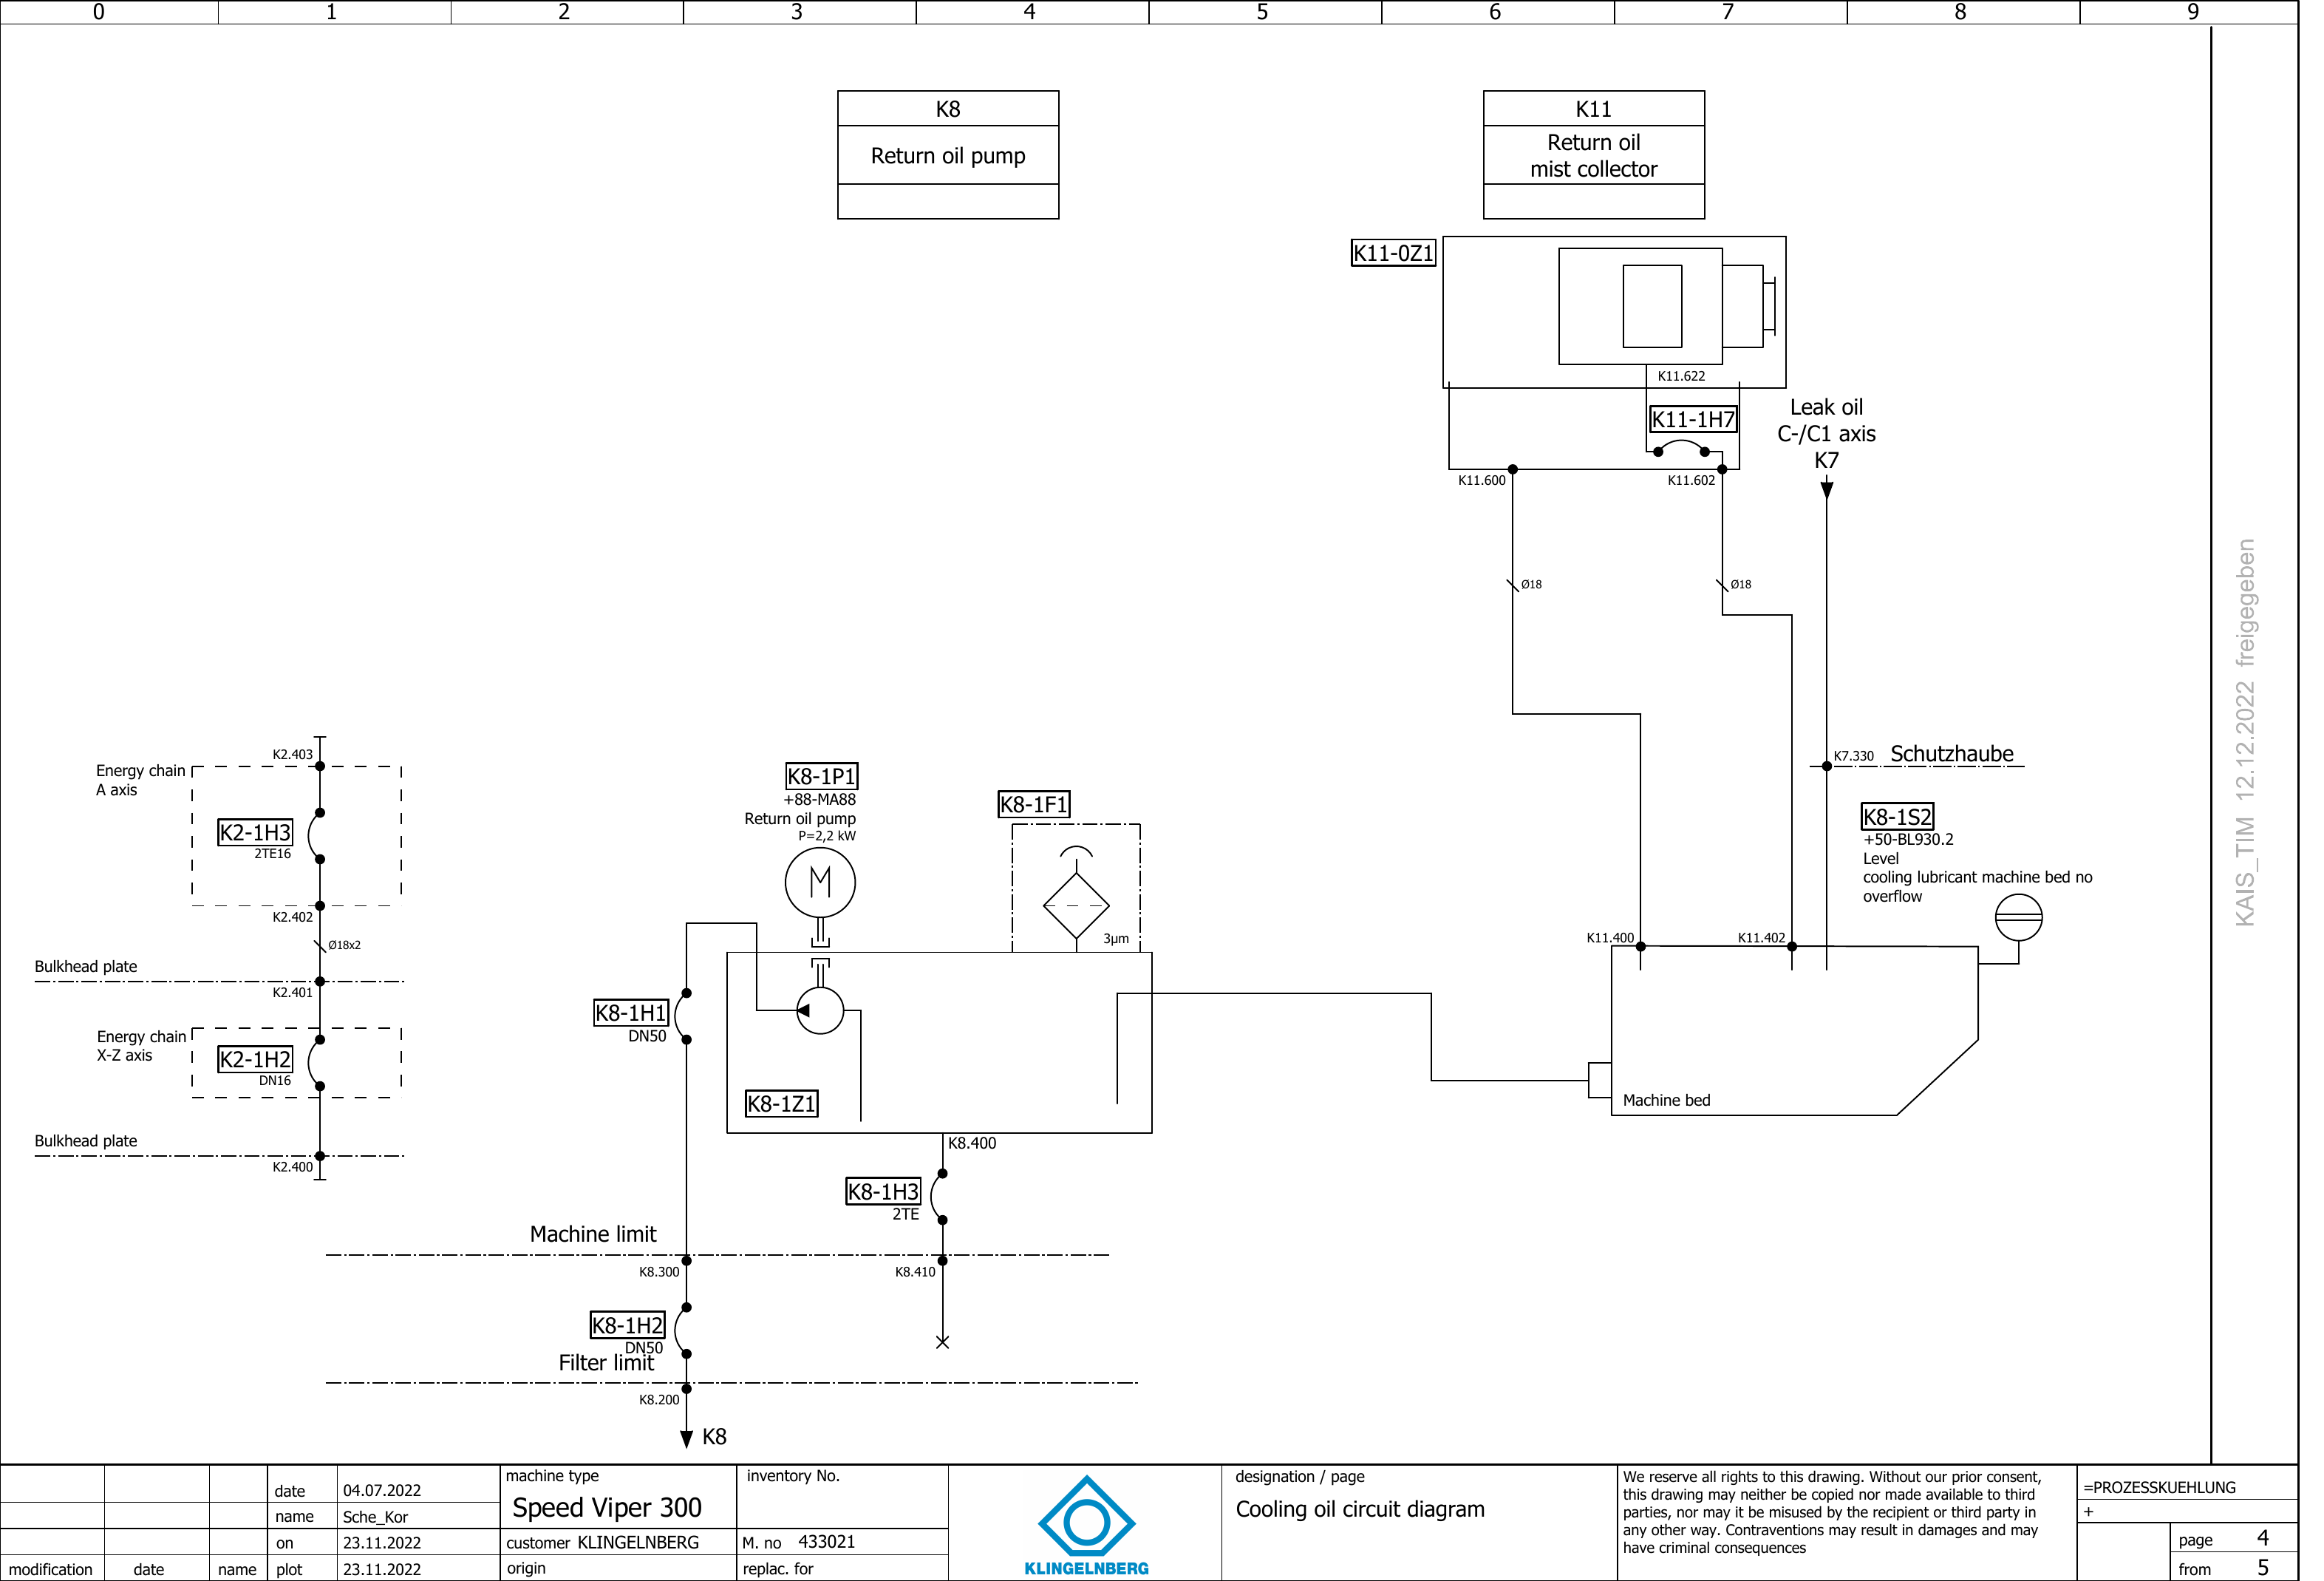 0 1 2 3 4 5 6 7 8 9
K8
Return oil pump
K11
Return oil
mist collector
K11-0Z1
K11.622
K11-1H7
Leak oil
C-/C1 axis
K7
K11.600
K11.602
Ø18
Ø18
K7.330
Schutzhaube
K2.403
Energy chain
A axis
K2-1H3
2TE16
K2.402
Ø18x2
Bulkhead plate
K2.401
Energy chain
X-Z axis
K2-1H2
DN16
Bulkhead plate
K2.400
K8-1P1
+88-MA88
Return oil pump
P=2,2 kW
M
K8-1F1
3µm
K8-1H1
DN50
K8-1Z1
K8.400
K8-1H3
2TE
Machine limit
K8.300
K8.410
K8-1H2
DN50
Filter limit
K8.200
K8
K8-1S2
+50-BL930.2
Level
cooling lubricant machine bed no
overflow
K11.400
K11.402
Machine bed
KAIS_TIM 12.12.2022 freigegeben
date 04.07.2022
name Sche_Kor
on 23.11.2022
modification date name plot 23.11.2022
machine type
Speed Viper 300
customer KLINGELNBERG
origin
inventory No.
M. no 433021
replac. for
KLINGELNBERG
designation / page
Cooling oil circuit diagram
We reserve all rights to this drawing. Without our prior consent,
this drawing may neither be copied nor made available to third
parties, nor may it be misused by the recipient or third party in
any other way. Contraventions may result in damages and may
have criminal consequences
=PROZESSKUEHLUNG
+
page 4
from 5